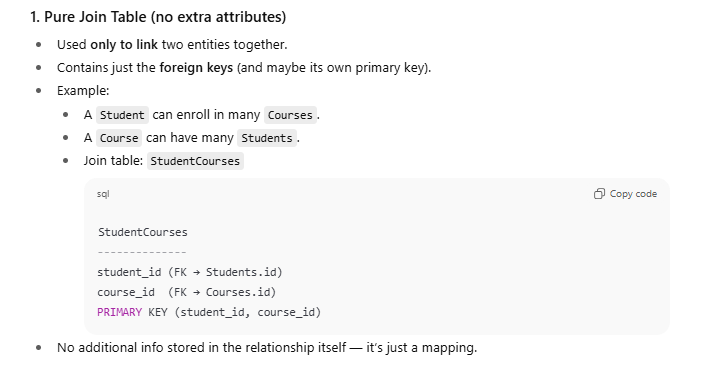 1. Pure Join Table (no extra attributes)
• Used only to link two entities together.
• Contains just the foreign keys (and maybe its own primary key).
• Example:
• A Student can enroll in many Courses.
• A Course can have many Students.
• Join table: StudentCourses
sql Copy code
StudentCourses
--------------
student_id (FK → Students.id)
course_id  (FK → Courses.id)
PRIMARY KEY (student_id, course_id)
• No additional info stored in the relationship itself — it's just a mapping.